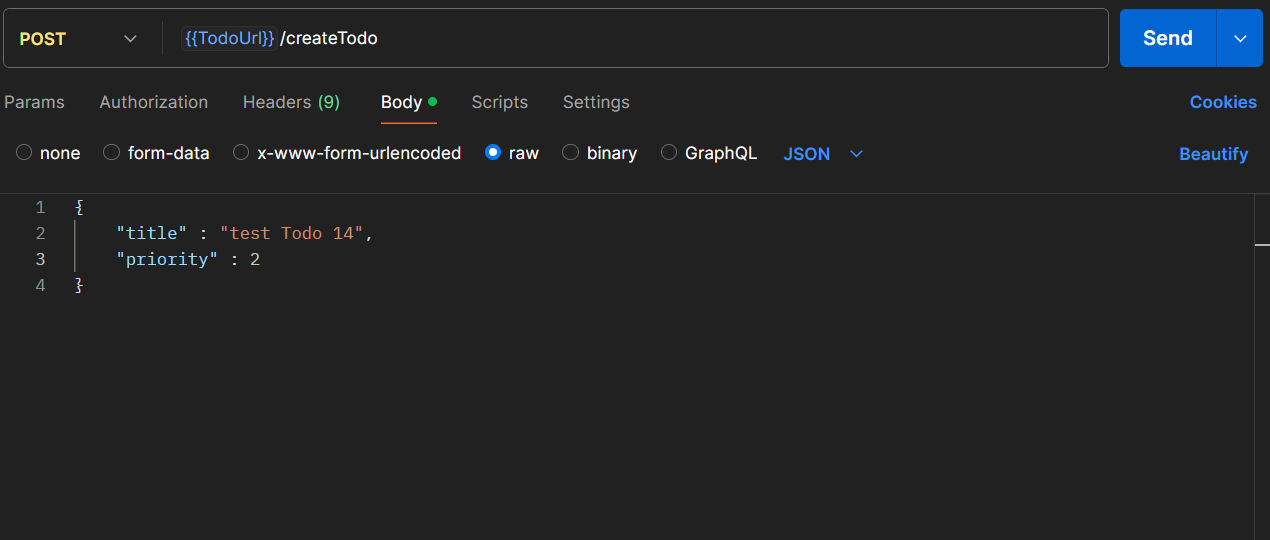 POST {{TodoUrl}} /createTodo Send
Params Authorization Headers (9) Body Scripts Settings Cookies
none form-data x-www-form-urlencoded raw binary GraphQL JSON Beautify
1 {
2 "title" : "test Todo 14",
3 "priority" : 2
4 }